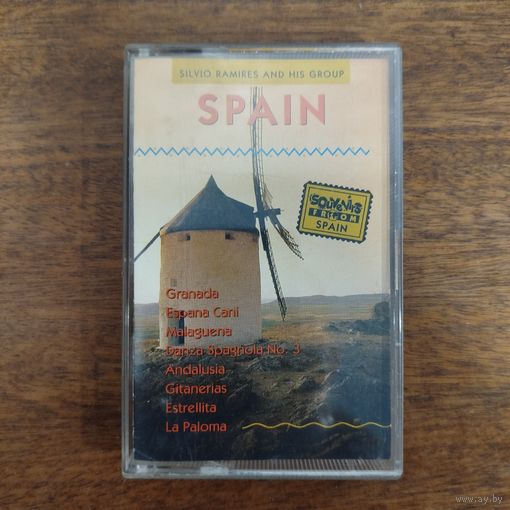 SILVIO RAMIRES AND HIS GROUP
SPAIN
SOUVENIRS
FROM
SPAIN
Granada
Espana Cani
Malaguena
Danza Spagnola No. 3
Andalusia
Gitanerias
Estrellita
La Paloma
www.ay.by